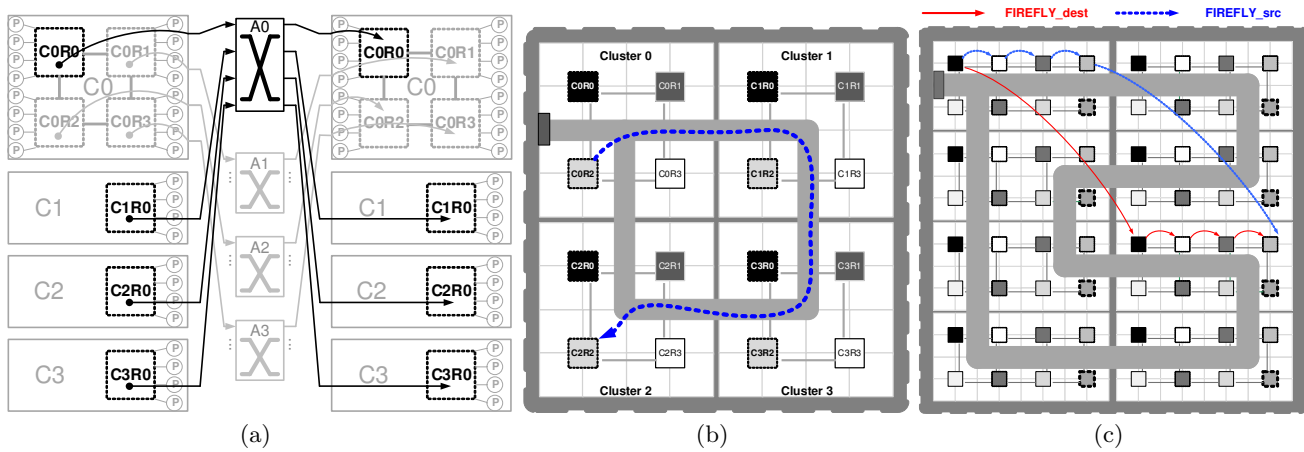 A0
P P P P
C0R0 C0R1 C0R0 C0R1
C0 C0
C0R2 C0R3 C0R2 C0R3
P P P P
A1
C1 C1R0 P P P P C1 C1R0 P P P P
A2
C2 C2R0 P P P P C2 C2R0 P P P P
A3
C3 C3R0 P P P P C3 C3R0 P P P P
(a)
Cluster 0 Cluster 1
C0R0 C0R1 C1R0 C1R1
C0R2 C0R3 C1R2 C1R3
C2R0 C2R1 C3R0 C3R1
C2R2 C2R3 C3R2 C3R3
Cluster 2 Cluster 3
(b)
FIREFLY_dest FIREFLY_src
(c)